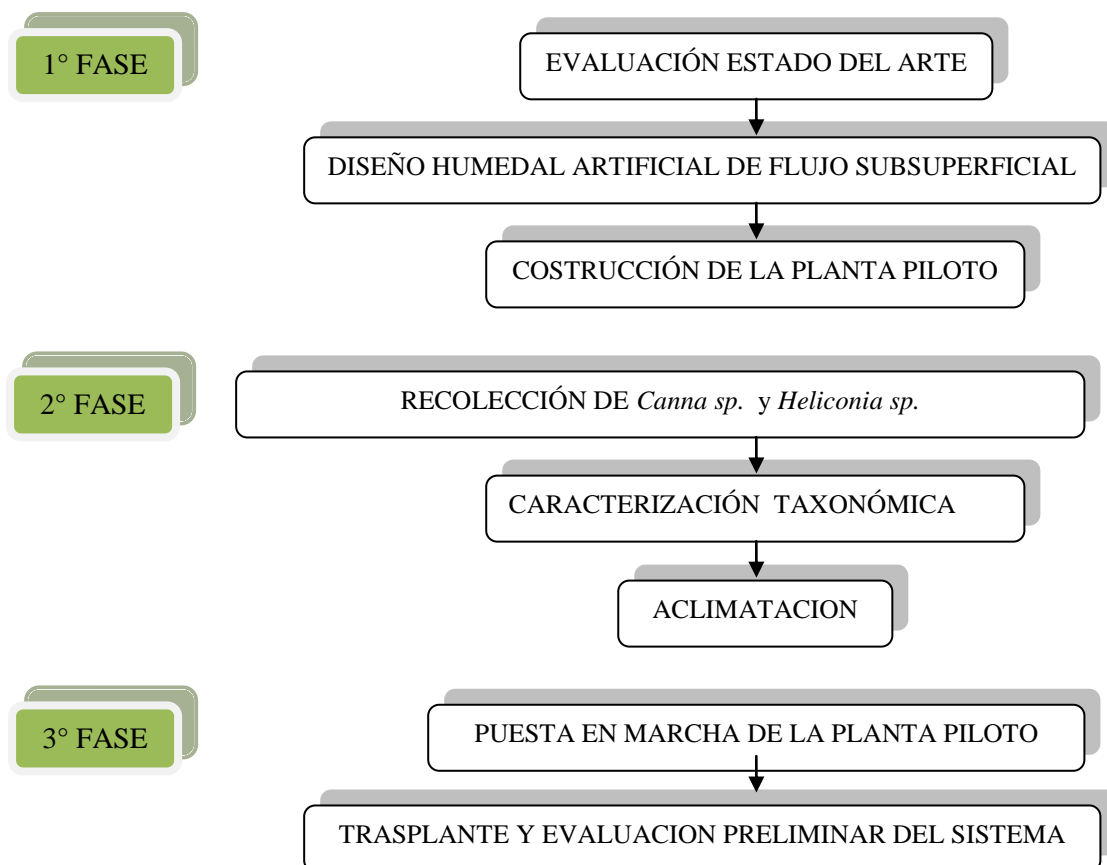 1° FASE
EVALUACIÓN ESTADO DEL ARTE
DISEÑO HUMEDAL ARTIFICIAL DE FLUJO SUBSUPERFICIAL
COSTRUCCIÓN DE LA PLANTA PILOTO
2° FASE
RECOLECCIÓN DE Canna sp. y Heliconia sp.
CARACTERIZACIÓN TAXONÓMICA
ACLIMATACION
3° FASE
PUESTA EN MARCHA DE LA PLANTA PILOTO
TRASPLANTE Y EVALUACION PRELIMINAR DEL SISTEMA